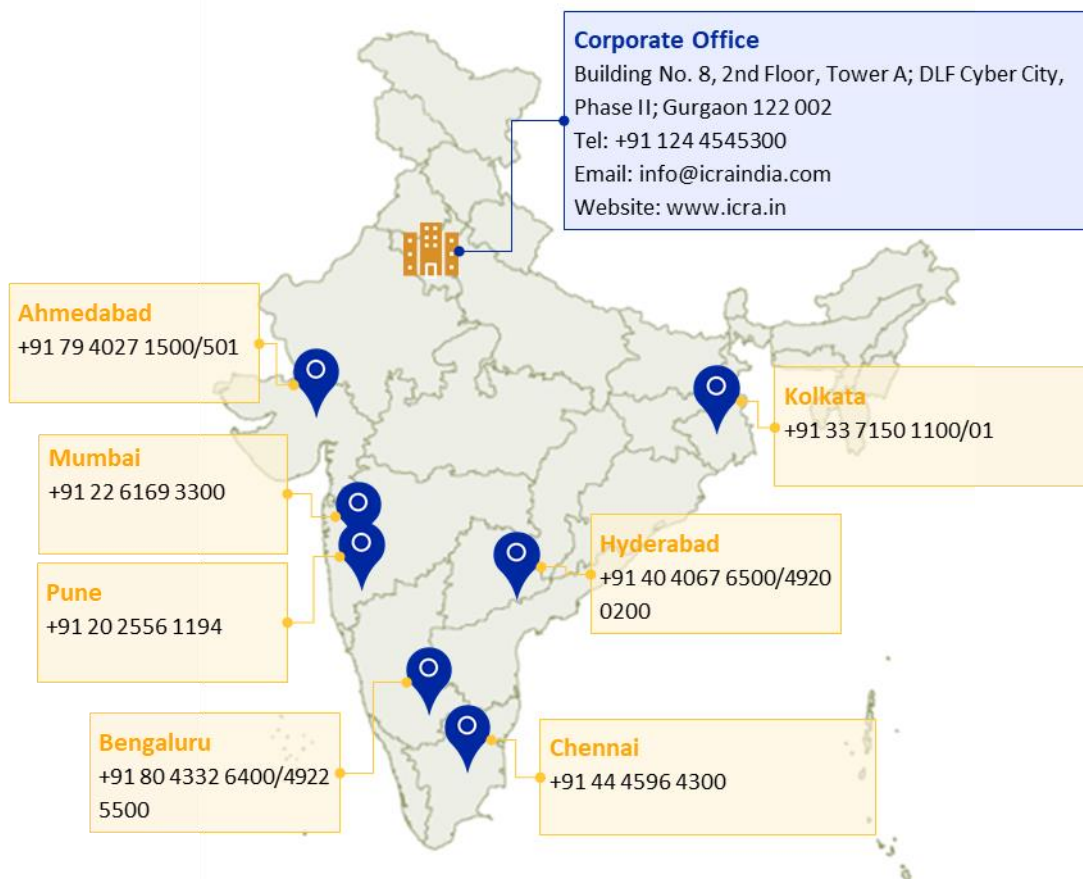 Corporate Office
Building No. 8, 2nd Floor, Tower A; DLF Cyber City,
Phase II; Gurgaon 122 002
Tel: +91 124 4545300
Email: info@icraindia.com
Website: www.icra.in
Ahmedabad
+91 79 4027 1500/501
Kolkata
+91 33 7150 1100/01
Mumbai
+91 22 6169 3300
Hyderabad
+91 40 4067 6500/4920
0200
Pune
+91 20 2556 1194
Bengaluru
+91 80 4332 6400/4922
5500
Chennai
+91 44 4596 4300